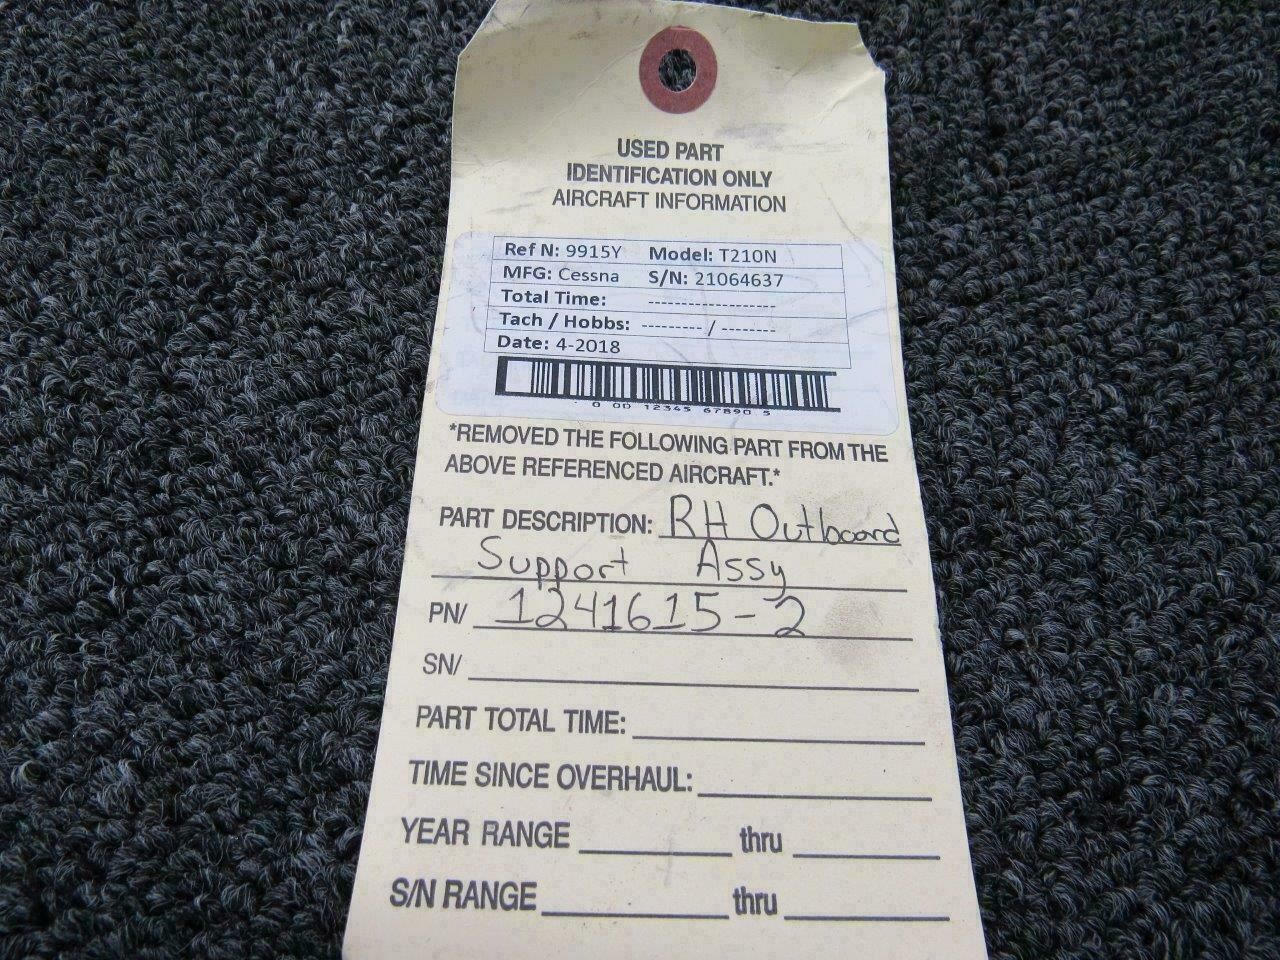 USED PART
IDENTIFICATION ONLY
AIRCRAFT INFORMATION
Ref N: 9915Y Model: T210N
MFG: Cessna S/N: 21064637
Total Time: -------------------
Tach / Hobbs: --------- / --------
Date: 4-2018
0 00 12345 67890 5
*REMOVED THE FOLLOWING PART FROM THE
ABOVE REFERENCED AIRCRAFT.*
PART DESCRIPTION: RH Outboard
Support Assy
PN/ 1241615-2
SN/
PART TOTAL TIME:
TIME SINCE OVERHAUL:
YEAR RANGE thru
S/N RANGE thru